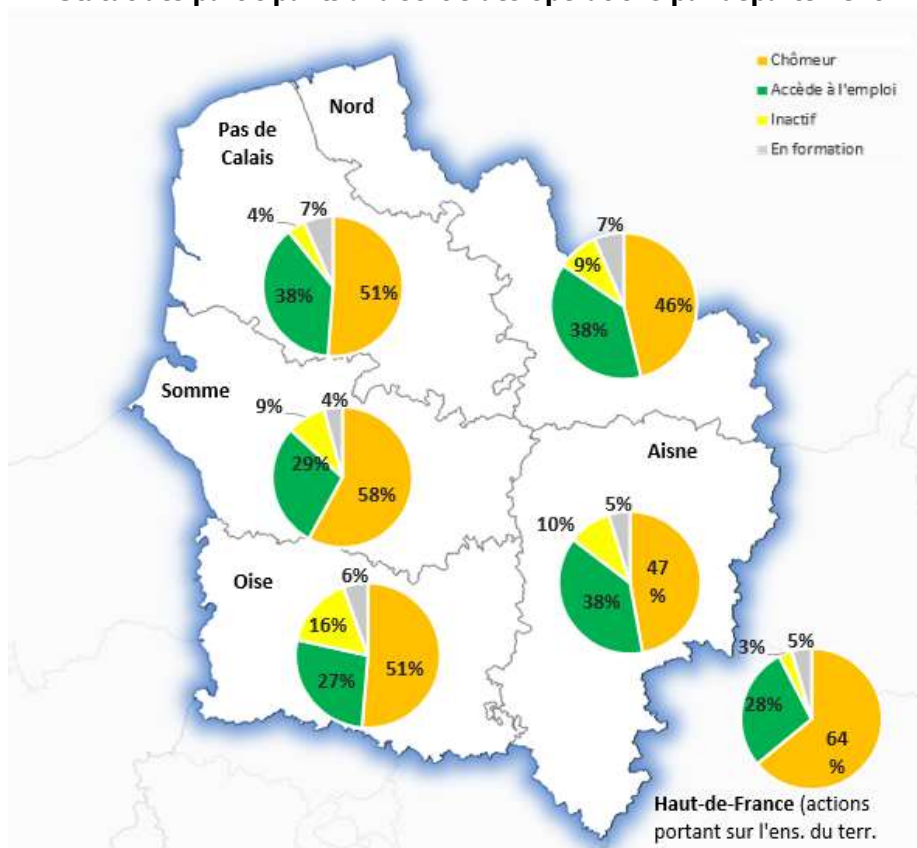 Chômeur
Accède à l'emploi
Inactif
En formation
Nord
Pas de
Calais
4%
7%
38%
51%
7%
9%
46%
38%
Somme
9%
4%
29%
58%
Aisne
5%
10%
47
%
38%
Oise
6%
16%
27%
51%
3%
5%
28%
64
%
Haut-de-France (actions
portant sur l'ens. du terr.